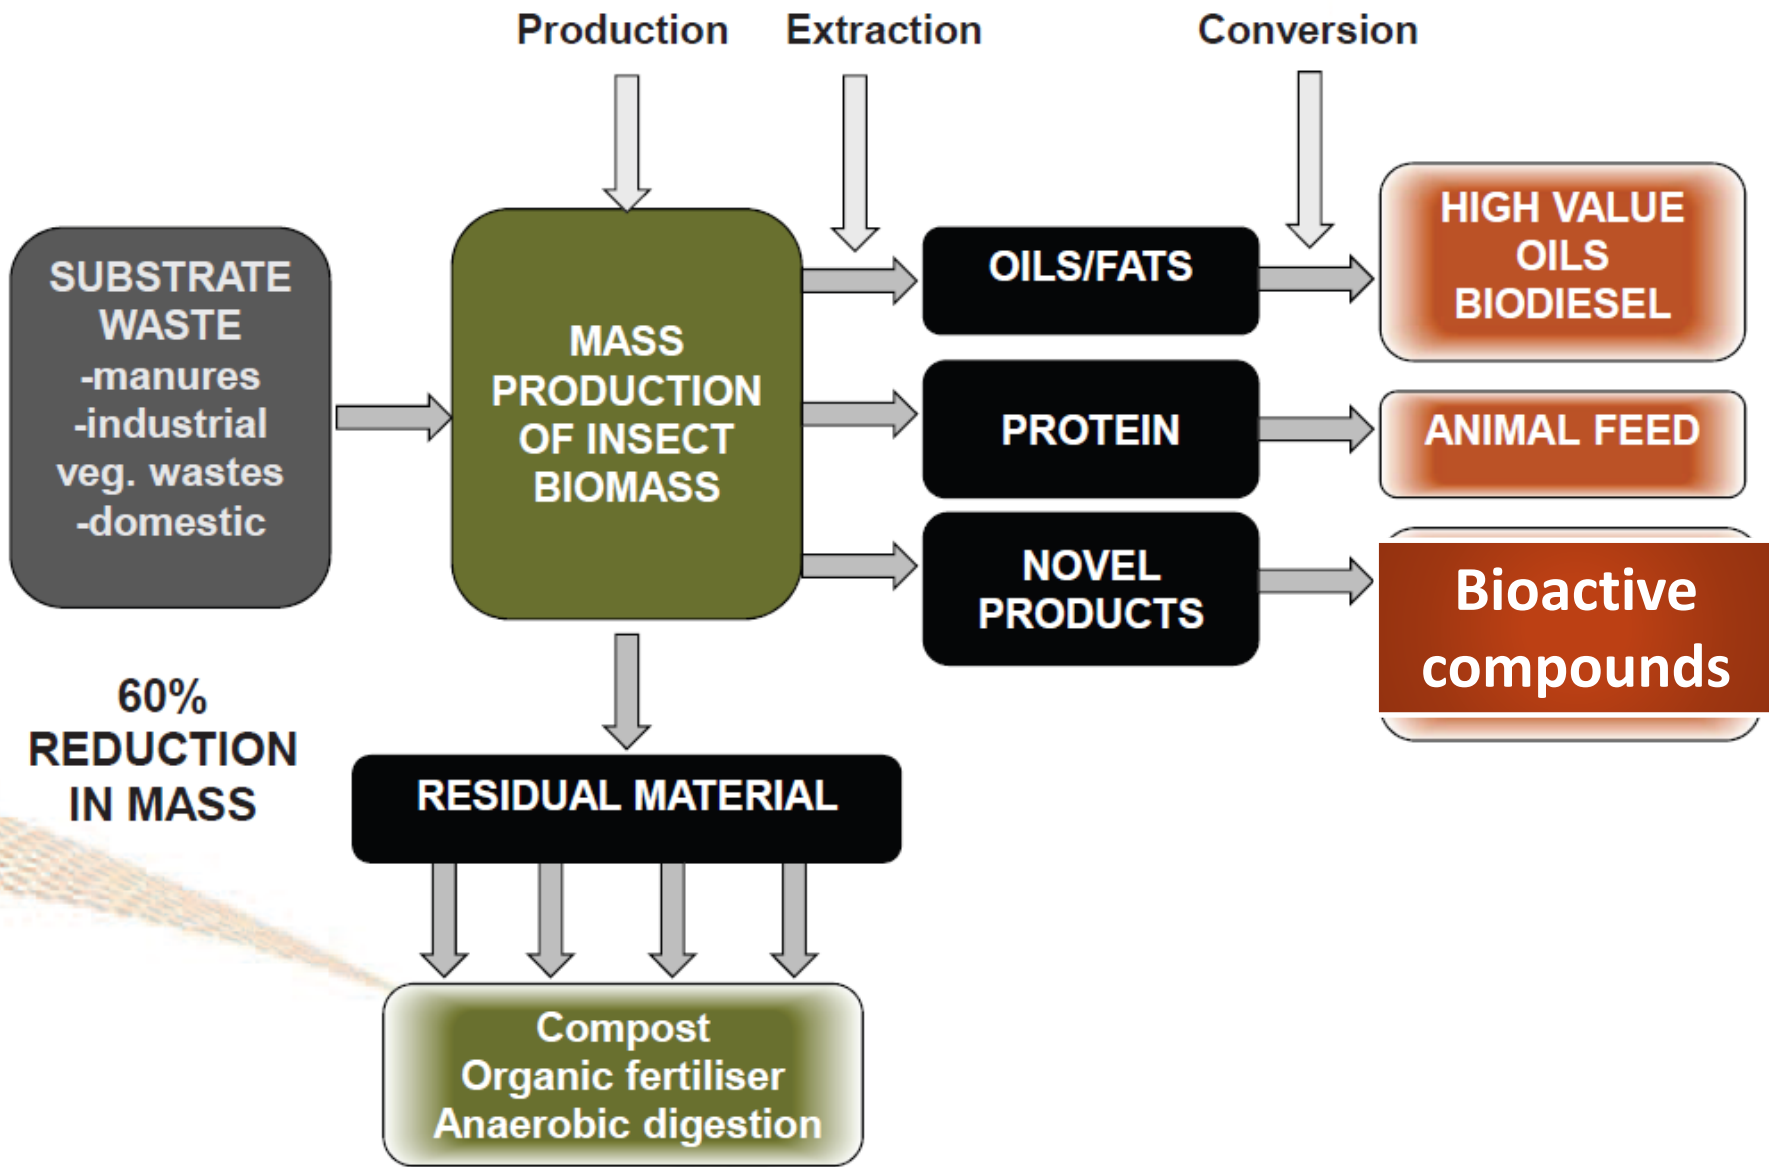 Production
Extraction
Conversion
SUBSTRATE
WASTE
-manures
-industrial
veg. wastes
-domestic
MASS
PRODUCTION
OF INSECT
BIOMASS
OILS/FATS
PROTEIN
NOVEL
PRODUCTS
HIGH VALUE
OILS
BIODIESEL
ANIMAL FEED
Bioactive
compounds
60%
REDUCTION
IN MASS
RESIDUAL MATERIAL
Compost
Organic fertiliser
Anaerobic digestion